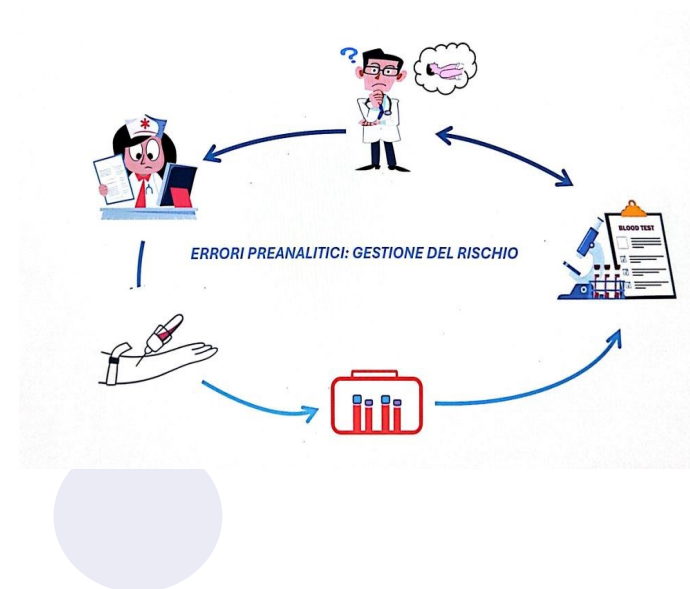 ?
ERRORI PREANALITICI: GESTIONE DEL RISCHIO
BLOOD TEST